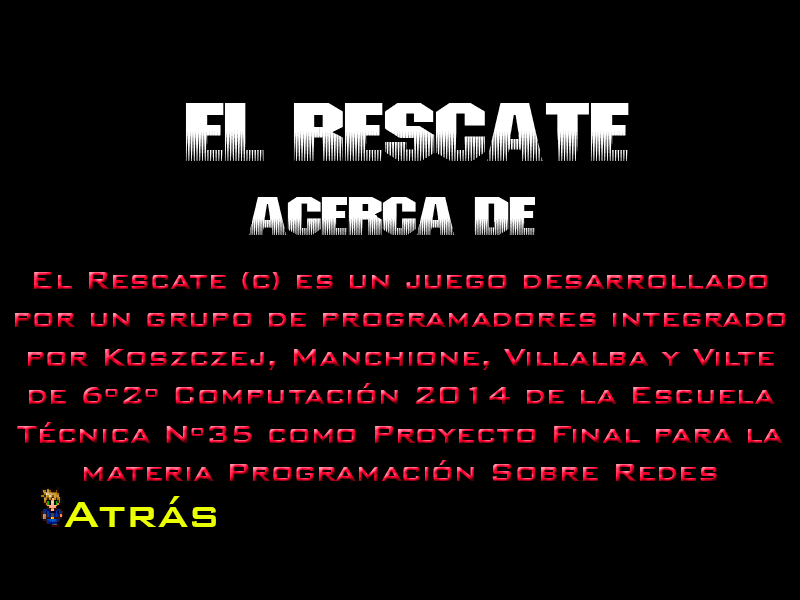 EL RESCATE
ACERCA DE
El Rescate (c) es un juego desarrollado
por un grupo de programadores integrado
por Koszczej, Manchione, Villalba y Vilte
de 6º2º Computación 2014 de la Escuela
Técnica Nº35 como Proyecto Final para la
materia Programación Sobre Redes
Atrás